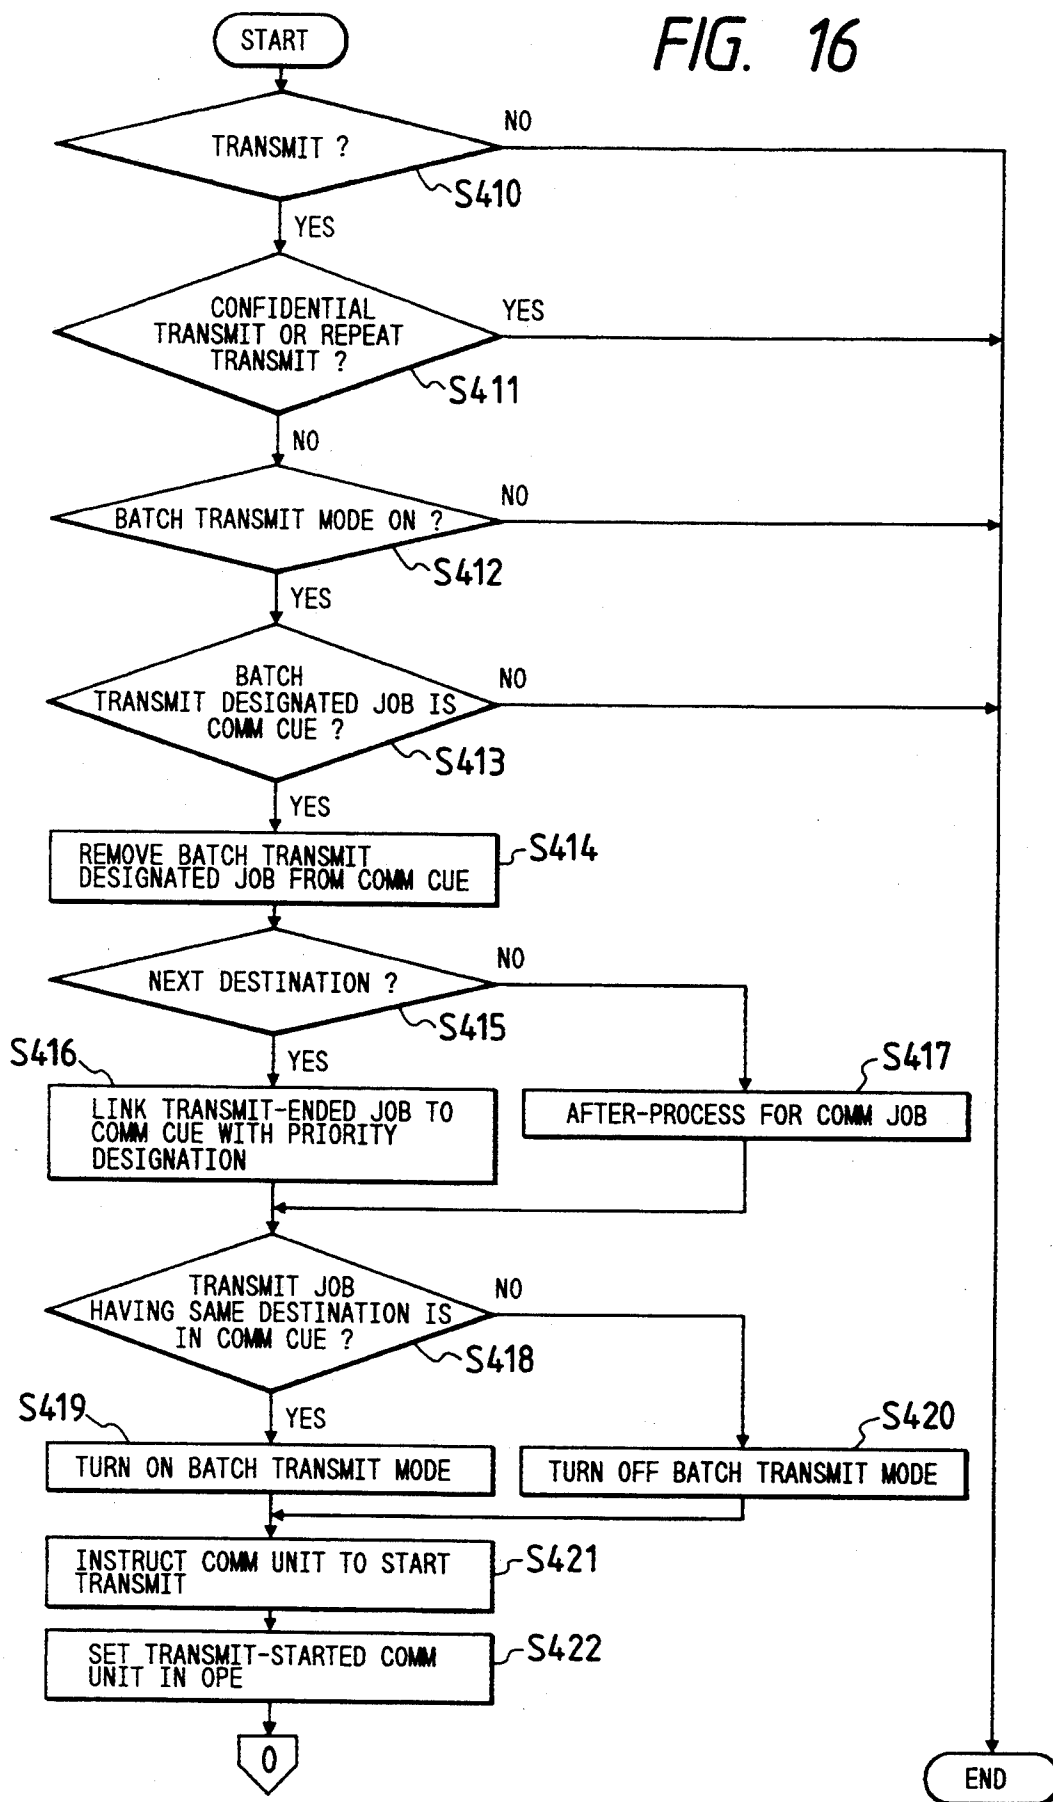 FIG. 16
START
TRANSMIT ?
NO
S410
YES
CONFIDENTIAL
TRANSMIT OR REPEAT
TRANSMIT ?
YES
S411
NO
BATCH TRANSMIT MODE ON ?
NO
S412
YES
BATCH
TRANSMIT DESIGNATED JOB IS
COMM CUE ?
NO
S413
YES
REMOVE BATCH TRANSMIT
DESIGNATED JOB FROM COMM CUE
S414
NEXT DESTINATION ?
NO
S415
YES
S416
LINK TRANSMIT-ENDED JOB TO
COMM CUE WITH PRIORITY
DESIGNATION
S417
AFTER-PROCESS FOR COMM JOB
TRANSMIT JOB
HAVING SAME DESTINATION IS
IN COMM CUE ?
NO
S418
YES
S419
TURN ON BATCH TRANSMIT MODE
S420
TURN OFF BATCH TRANSMIT MODE
INSTRUCT COMM UNIT TO START
TRANSMIT
S421
SET TRANSMIT-STARTED COMM
UNIT IN OPE
S422
O
END